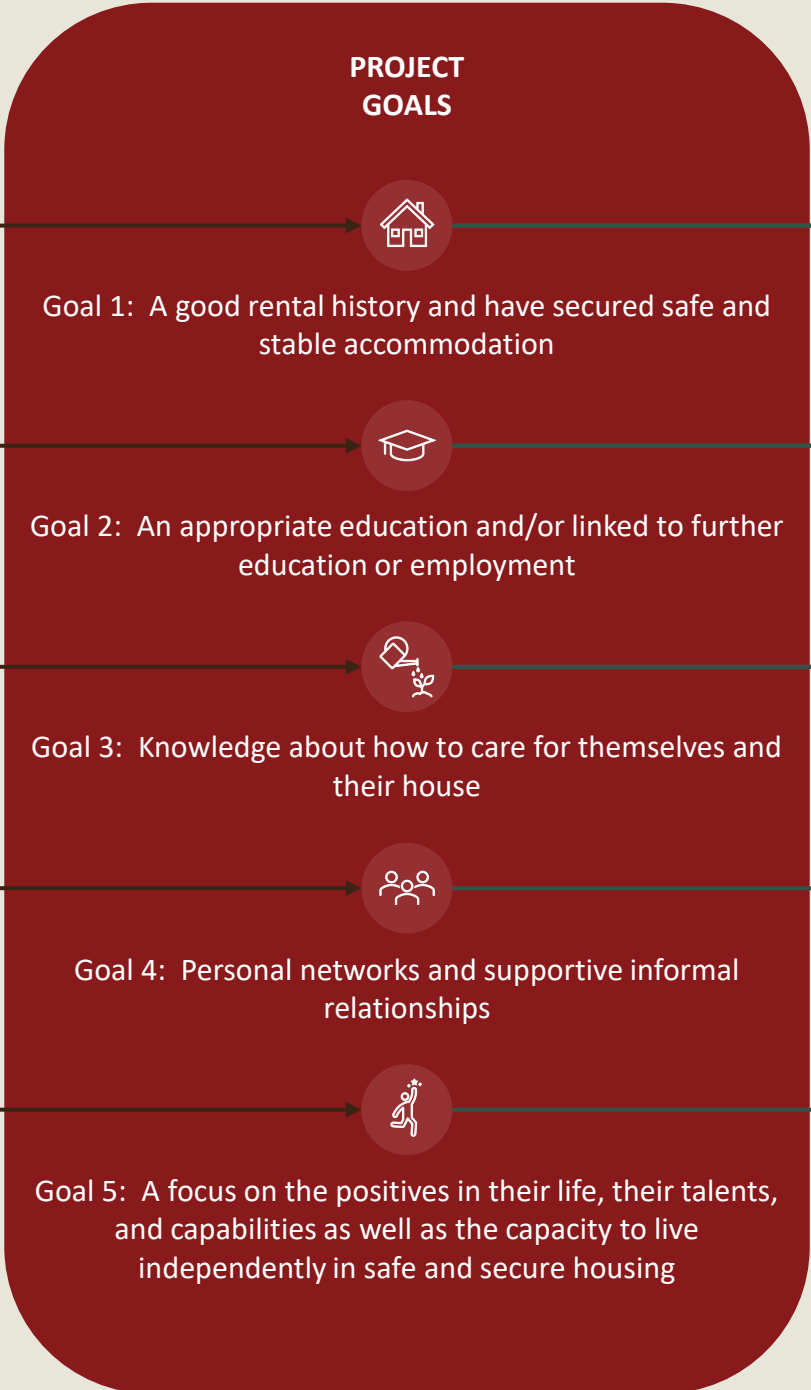 PROJECT
GOALS
Goal 1:  A good rental history and have secured safe and
stable accommodation
Goal 2:  An appropriate education and/or linked to further
education or employment
Goal 3:  Knowledge about how to care for themselves and
their house
Goal 4:  Personal networks and supportive informal
relationships
Goal 5:  A focus on the positives in their life, their talents,
and capabilities as well as the capacity to live
independently in safe and secure housing